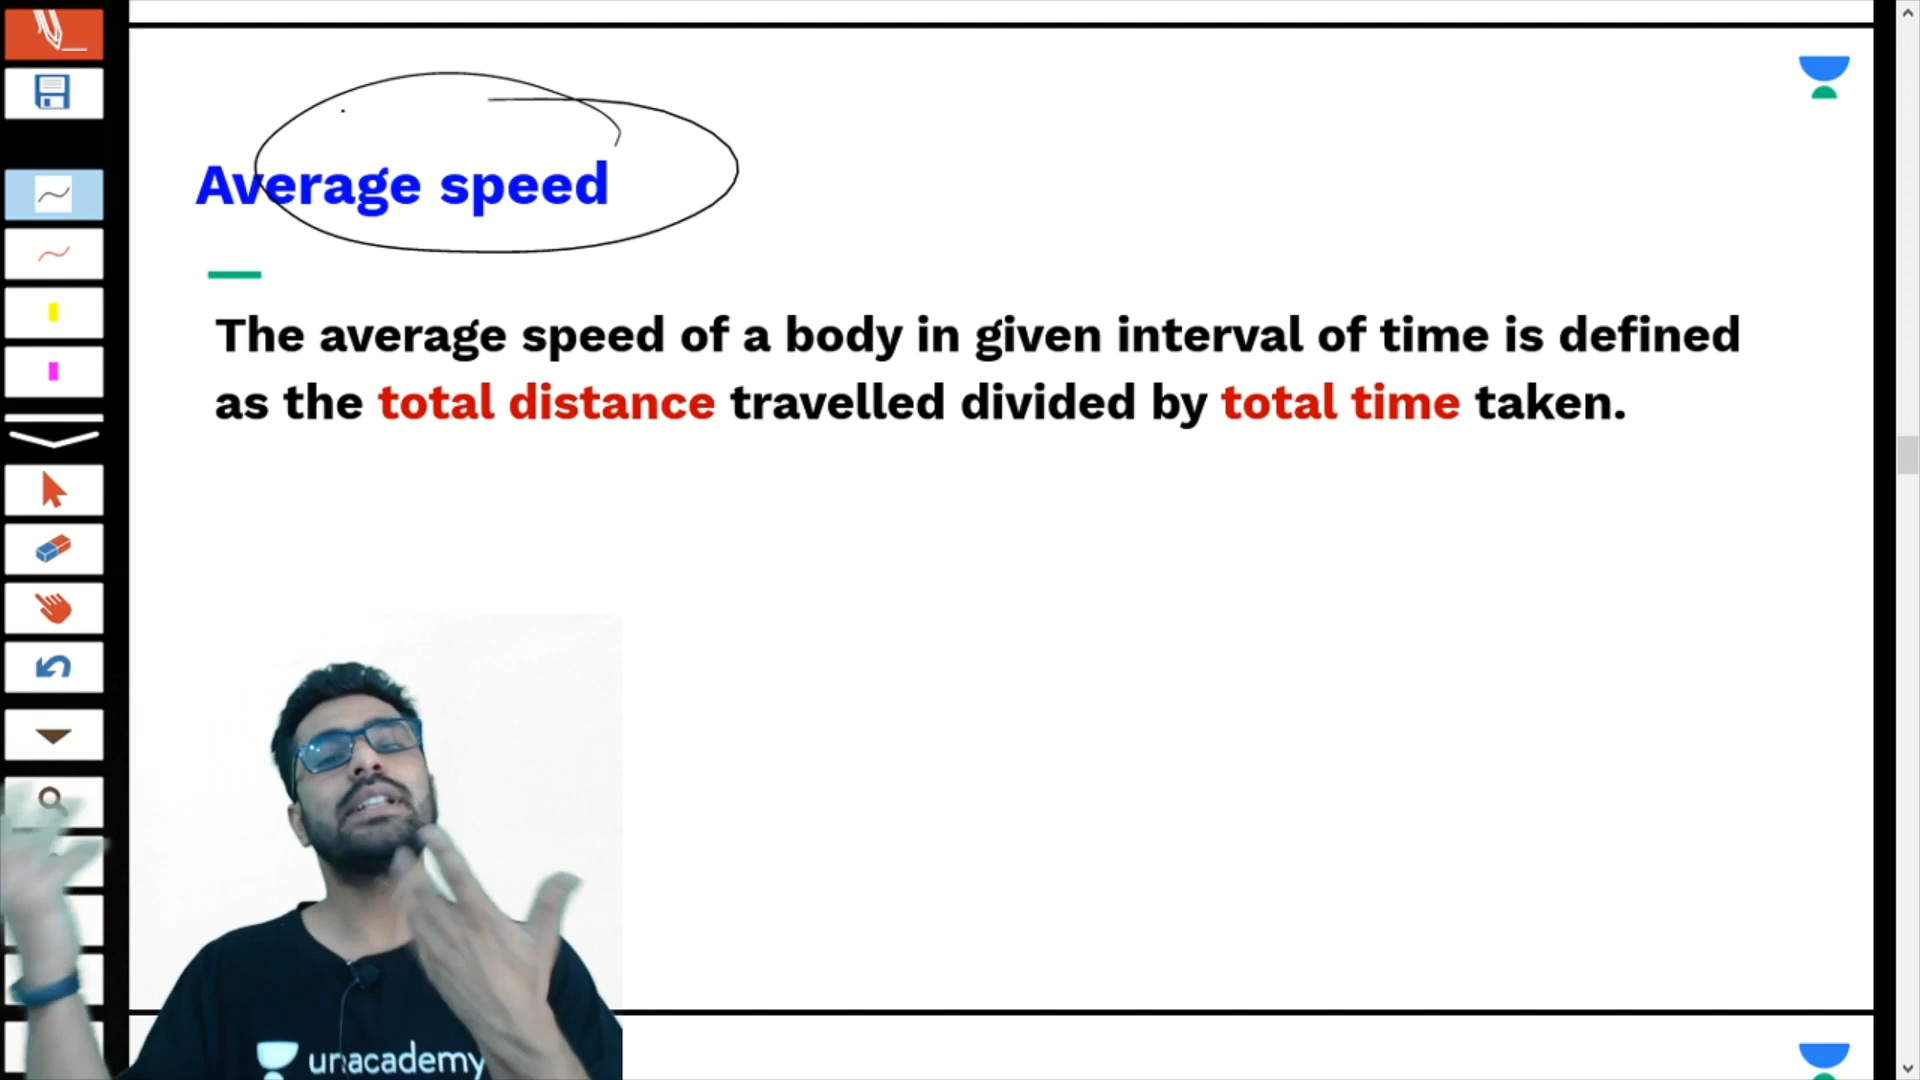 Average speed
The average speed of a body in given interval of time is defined
as the total distance travelled divided by total time taken.
unacademy